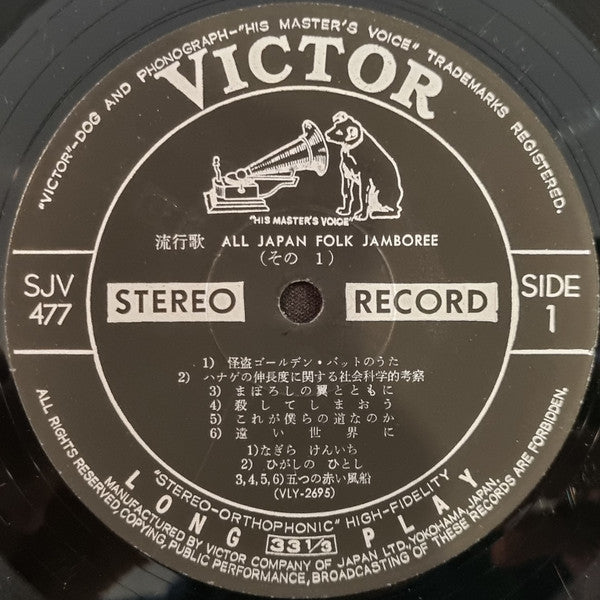 "VICTOR"-DOG AND PHONOGRAPH-"HIS MASTER'S VOICE" TRADEMARKS REGISTERED.
VICTOR
"HIS MASTER'S VOICE"
流行歌 ALL JAPAN FOLK JAMBOREE
(その 1)
SJV
477
STEREO
RECORD
SIDE
1
1) 怪盗ゴールデン・バットのうた
2) ハナゲの伸長度に関する社会科学的考察
3) まぼろしの翼とともに
4) 殺してしまおう
5) これが僕らの道なのか
6) 遠い世界に
1)なぎら けんいち
2) ひがしの ひとし
3,4,5,6)五つの赤い風船
(VLY-2695)
"STEREO-ORTHOPHONIC" HIGH-FIDELITY
LONG 33 1/3 PLAY
MANUFACTURED BY VICTOR COMPANY OF JAPAN LTD. YOKOHAMA, JAPAN.
ALL RIGHTS RESERVED, COPYING, PUBLIC PERFORMANCE, BROADCASTING OF THESE RECORDS ARE FORBIDDEN.